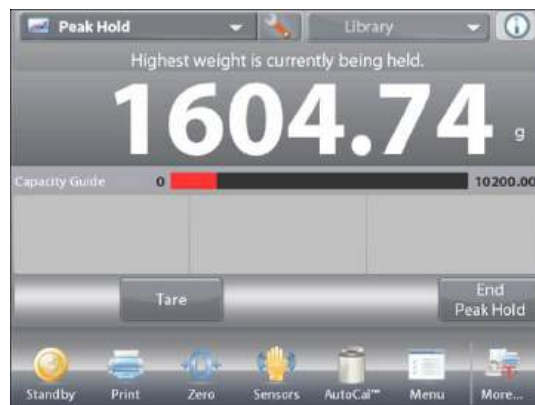 Peak Hold
Library
Highest weight is currently being held.
1604.74 g
Capacity Guide 0 10200.00
Tare
End
Peak Hold
Standby Print Zero Sensors AutoCal™ Menu More...